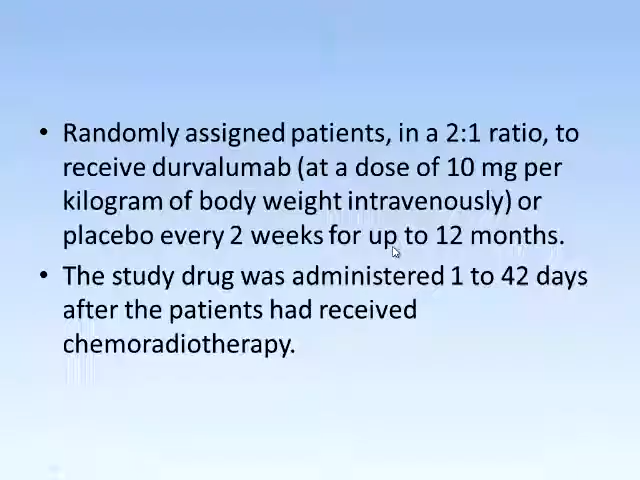 • Randomly assigned patients, in a 2:1 ratio, to
receive durvalumab (at a dose of 10 mg per
kilogram of body weight intravenously) or
placebo every 2 weeks for up to 12 months.
• The study drug was administered 1 to 42 days
after the patients had received
chemoradiotherapy.